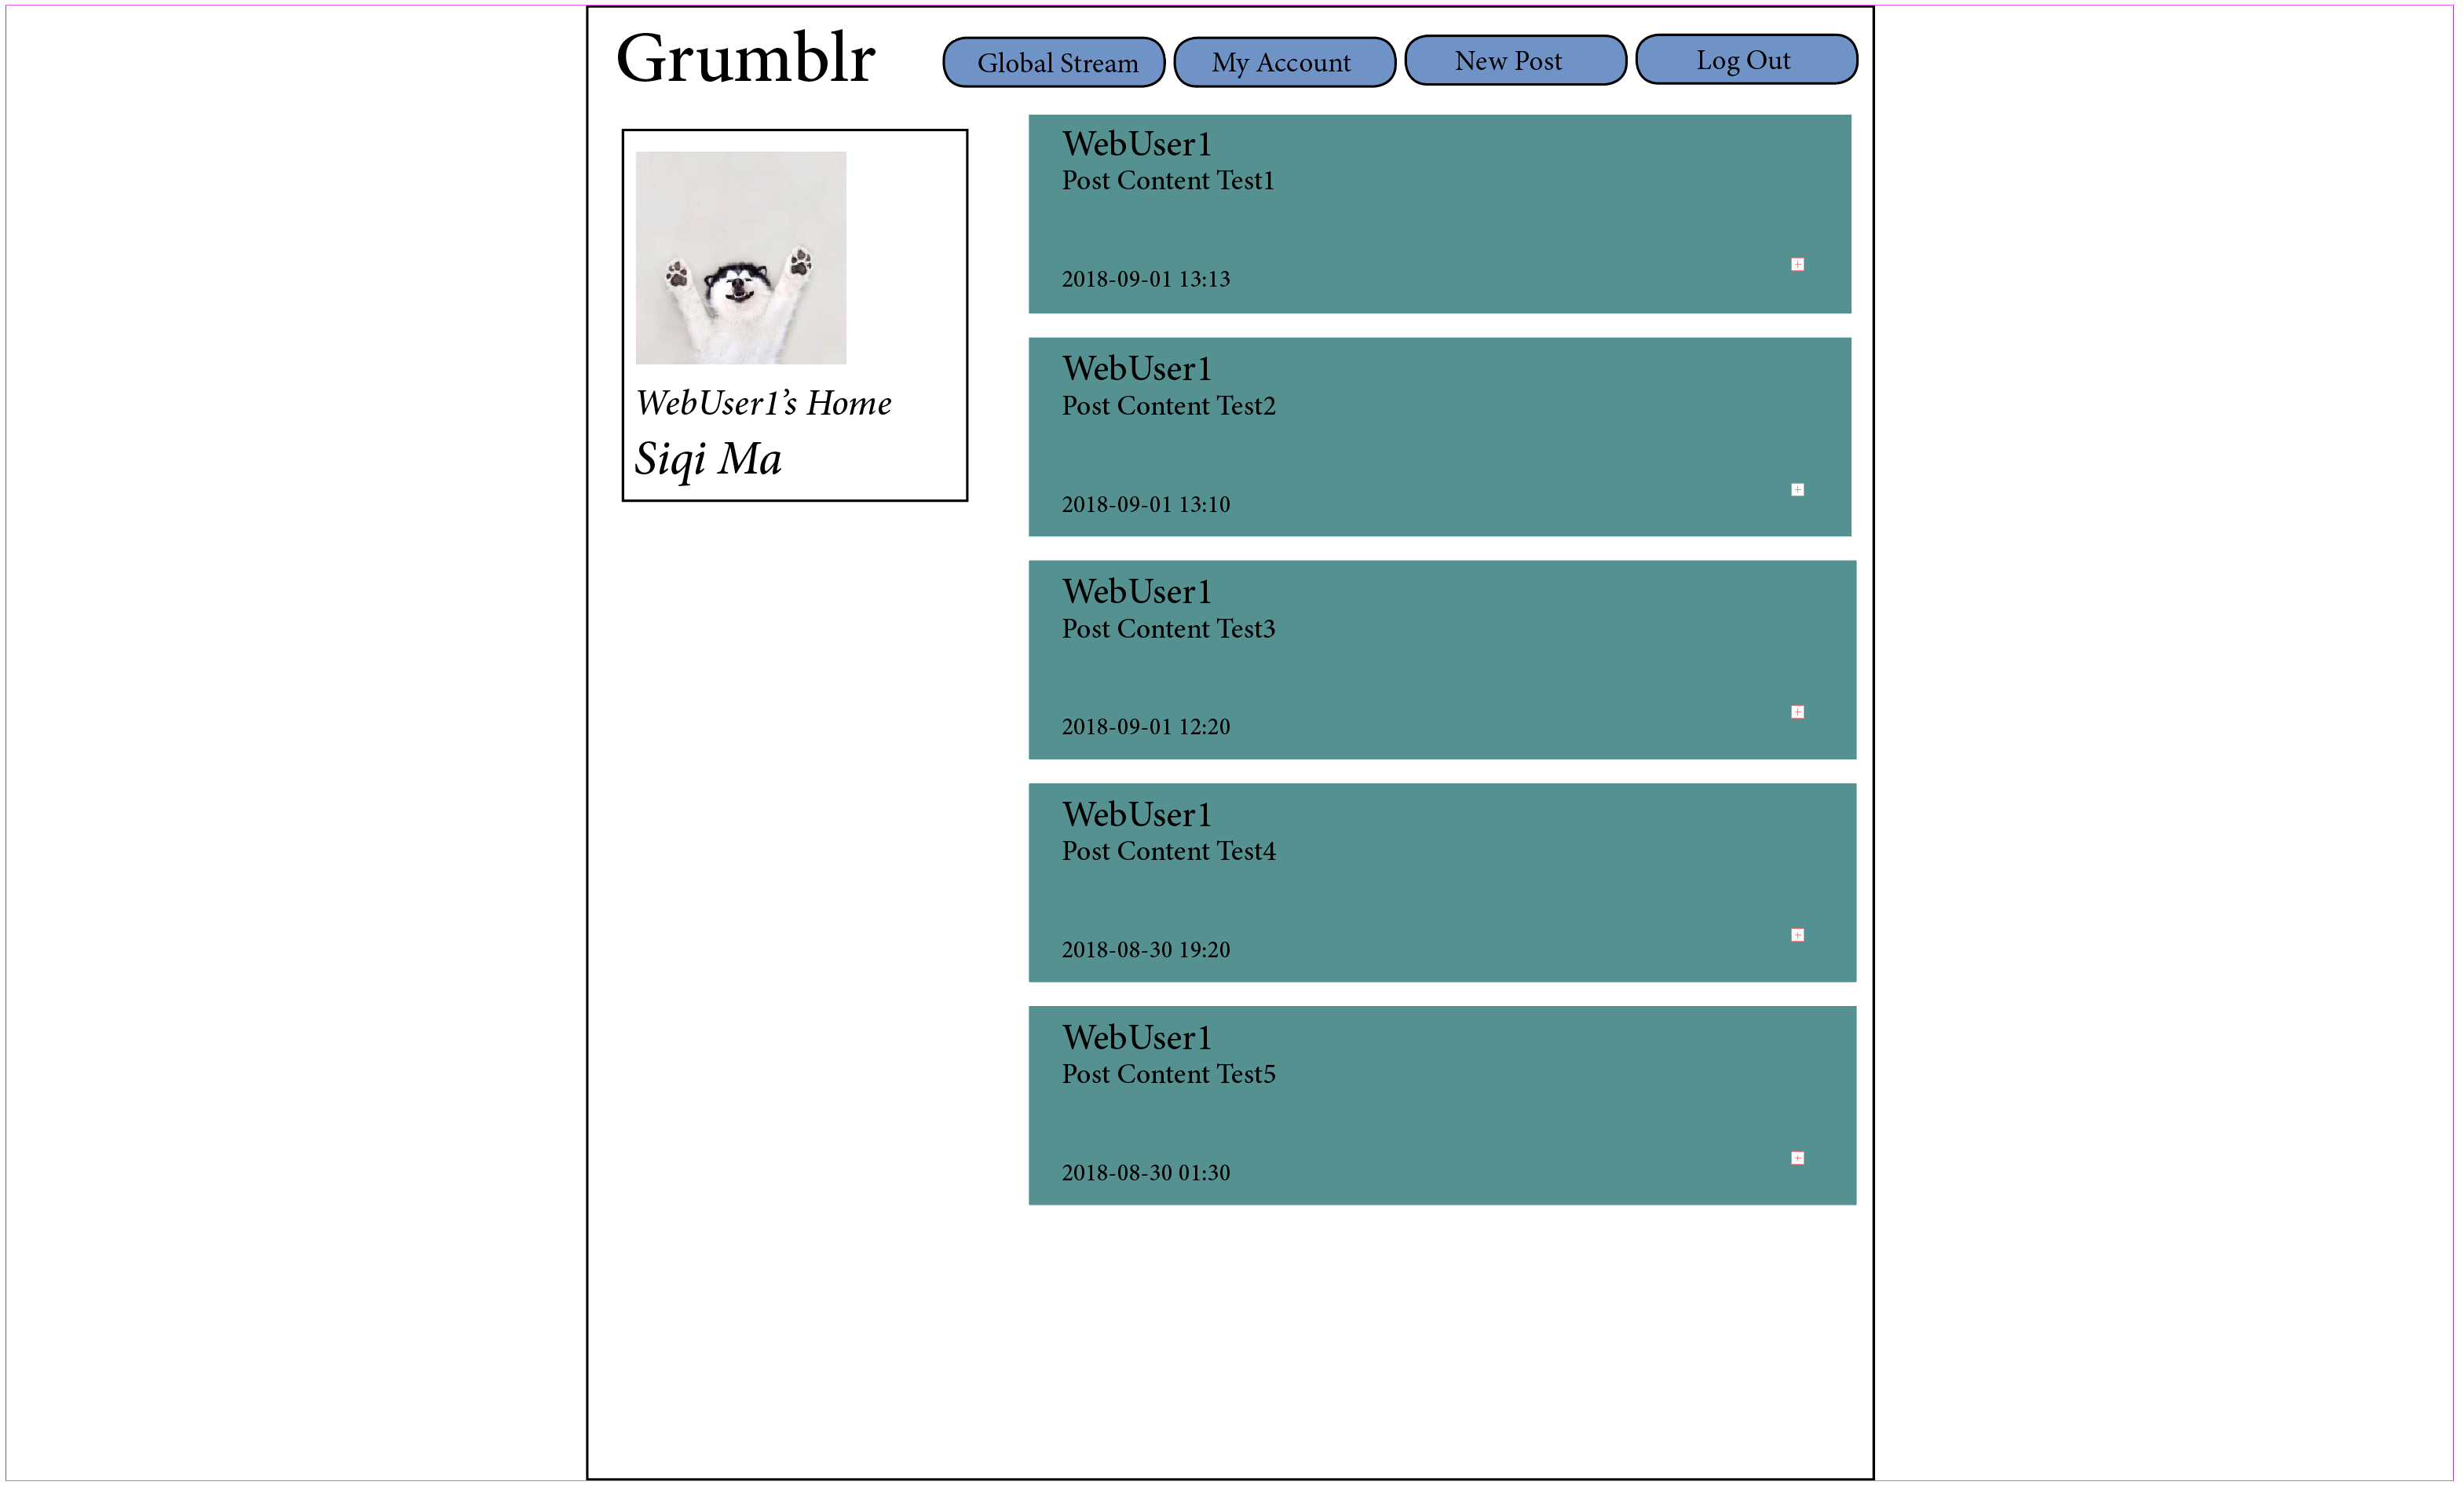 Grumblr
Global Stream
My Account
New Post
Log Out
WebUser1’s Home
Siqi Ma
WebUser1
Post Content Test1
2018-09-01 13:13
WebUser1
Post Content Test2
2018-09-01 13:10
WebUser1
Post Content Test3
2018-09-01 12:20
WebUser1
Post Content Test4
2018-08-30 19:20
WebUser1
Post Content Test5
2018-08-30 01:30